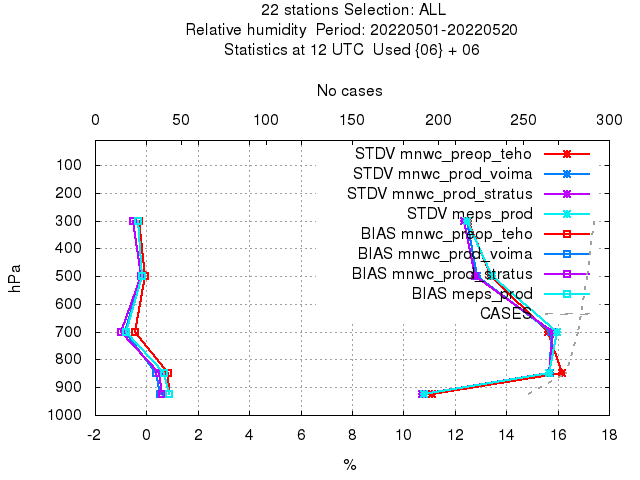 22 stations Selection: ALL
Relative humidity  Period: 20220501-20220520
Statistics at 12 UTC  Used {06} + 06
No cases
0 50 100 150 200 250 300
STDV mnwc_preop_teho
STDV mnwc_prod_voima
STDV mnwc_prod_stratus
STDV meps_prod
BIAS mnwc_preop_teho
BIAS mnwc_prod_voima
BIAS mnwc_prod_stratus
BIAS meps_prod
CASES
100
200
300
400
500
600
700
800
900
1000
hPa
-2 0 2 4 6 8 10 12 14 16 18
%